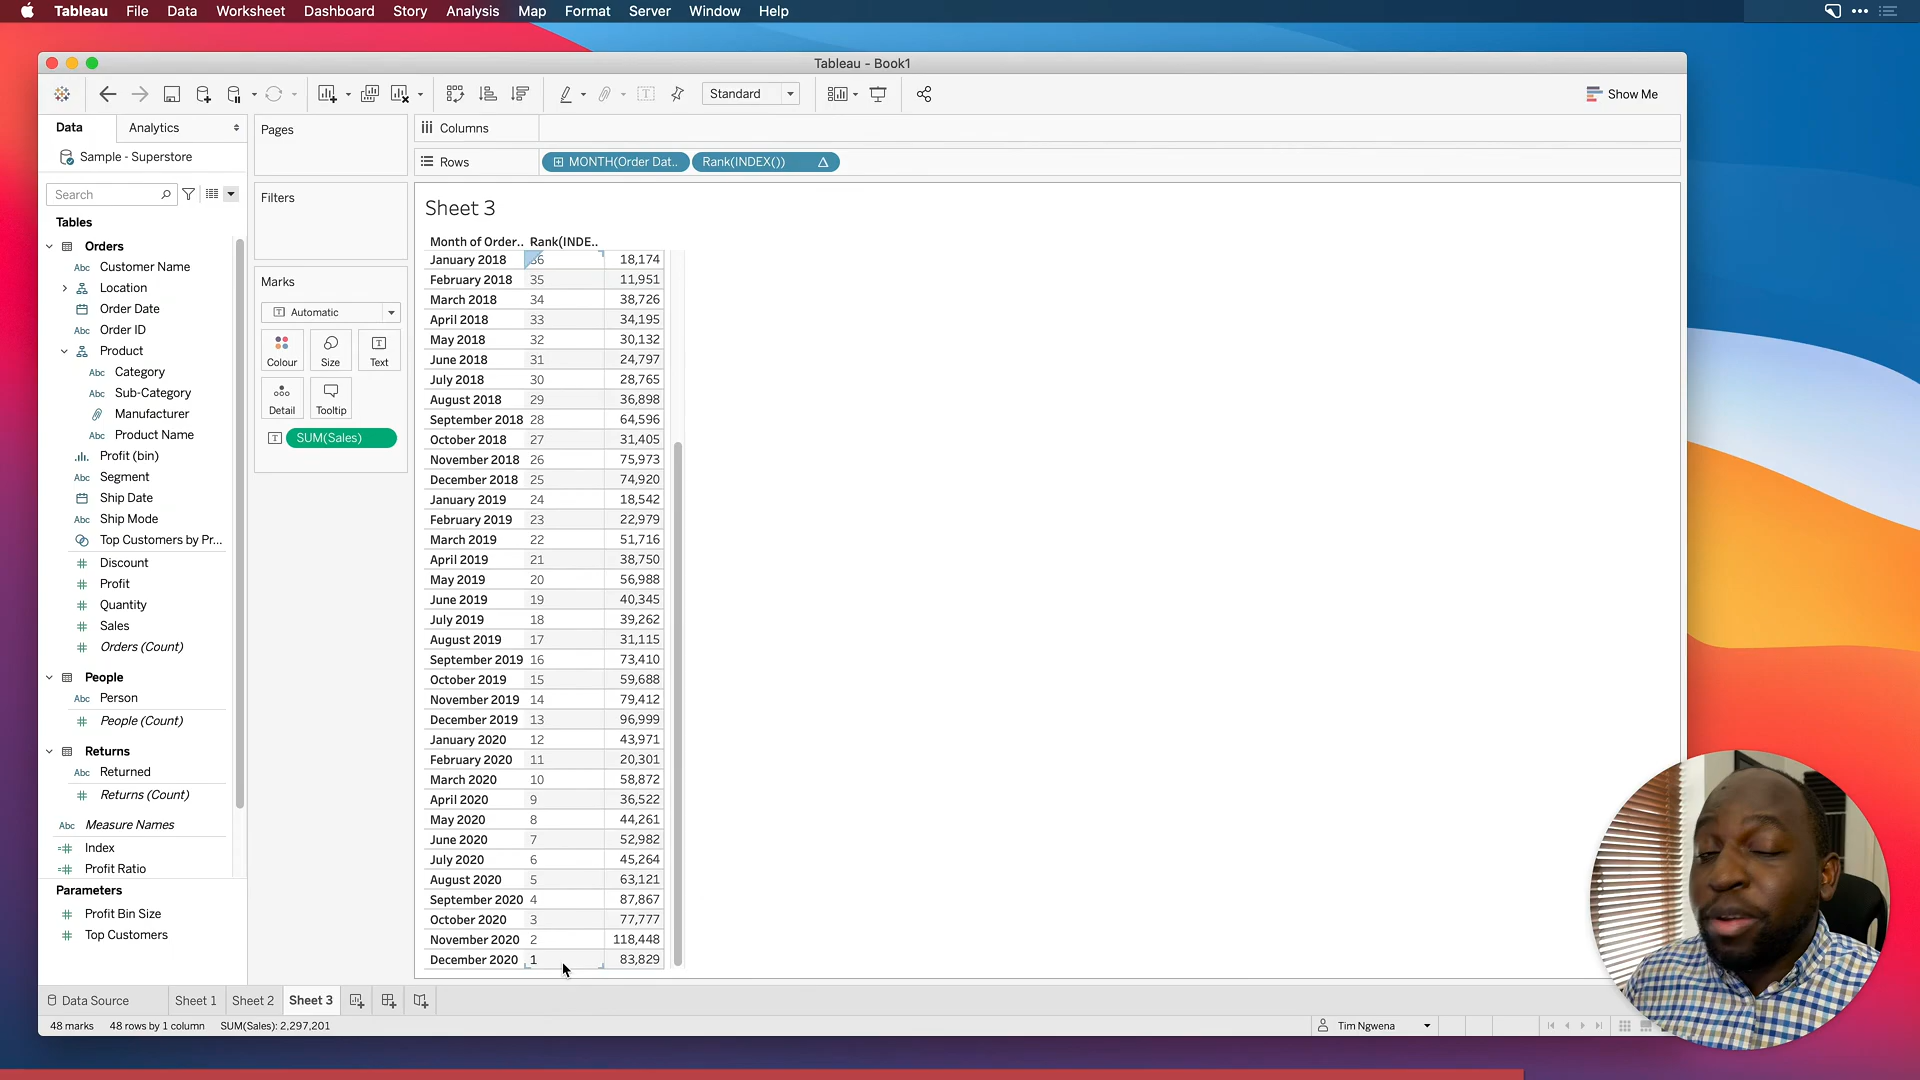 Tableau File Data Worksheet Dashboard Story Analysis Map Format Server Window Help
Tableau - Book1
Standard
Show Me
Data Analytics
Sample - Superstore
Search
Tables
Orders
Abc Customer Name
Location
Order Date
Abc Order ID
Product
Abc Category
Abc Sub-Category
Manufacturer
Abc Product Name
Profit (bin)
Abc Segment
Ship Date
Abc Ship Mode
Top Customers by Pr...
Discount
Profit
Quantity
Sales
Orders (Count)
People
Abc Person
People (Count)
Returns
Abc Returned
Returns (Count)
Abc Measure Names
Index
Profit Ratio
Parameters
Profit Bin Size
Top Customers
Pages
Filters
Marks
Automatic
Colour Size Text
Detail Tooltip
SUM(Sales)
Columns
Rows MONTH(Order Dat.. Rank(INDEX())
Sheet 3
Month of Order.. Rank(INDE..
January 2018 36 18,174
February 2018 35 11,951
March 2018 34 38,726
April 2018 33 34,195
May 2018 32 30,132
June 2018 31 24,797
July 2018 30 28,765
August 2018 29 36,898
September 2018 28 64,596
October 2018 27 31,405
November 2018 26 75,973
December 2018 25 74,920
January 2019 24 18,542
February 2019 23 22,979
March 2019 22 51,716
April 2019 21 38,750
May 2019 20 56,988
June 2019 19 40,345
July 2019 18 39,262
August 2019 17 31,115
September 2019 16 73,410
October 2019 15 59,688
November 2019 14 79,412
December 2019 13 96,999
January 2020 12 43,971
February 2020 11 20,301
March 2020 10 58,872
April 2020 9 36,522
May 2020 8 44,261
June 2020 7 52,982
July 2020 6 45,264
August 2020 5 63,121
September 2020 4 87,867
October 2020 3 77,777
November 2020 2 118,448
December 2020 1 83,829
Data Source Sheet 1 Sheet 2 Sheet 3
48 marks 48 rows by 1 column SUM(Sales): 2,297,201 Tim Ngwena